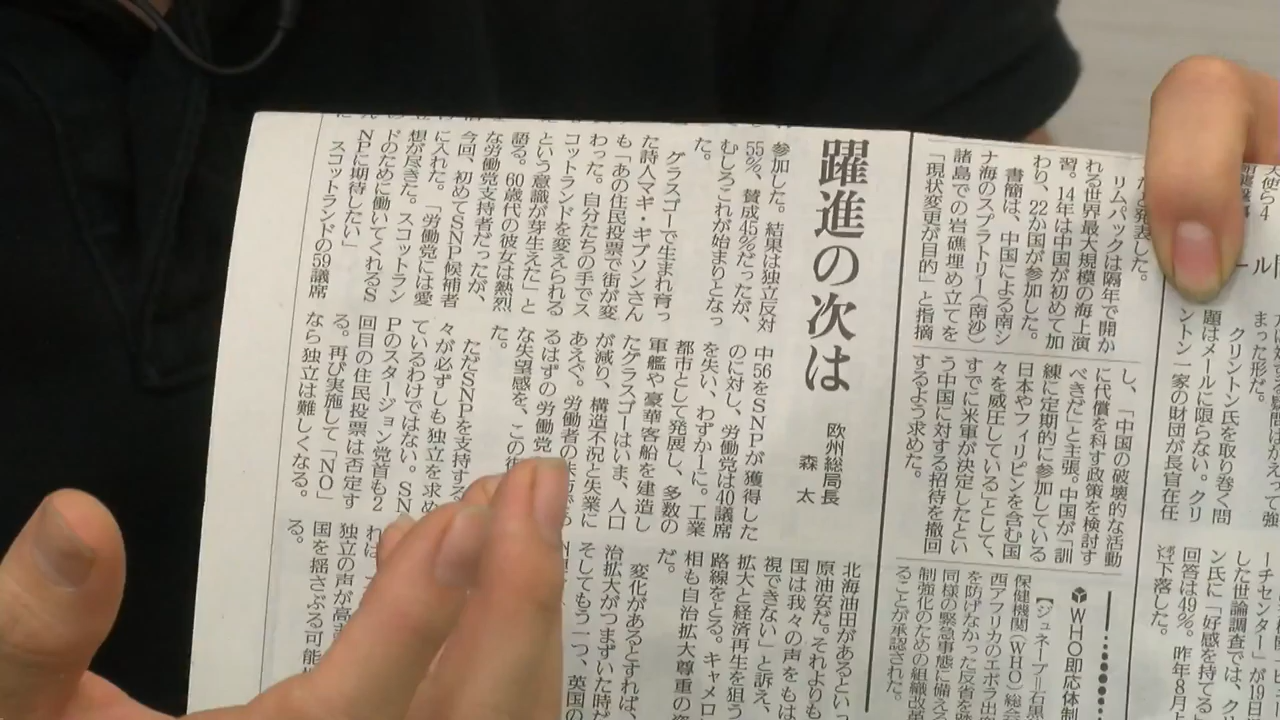 躍進の次は
欧州総局長
森 太
参加した。結果は独立反対
55%、賛成45%だったが、
むしろこれが始まりとなっ
た。
グラスゴーで生まれ育っ
た詩人マギ・ギブソンさん
も「あの住民投票で街が変
わった。自分たちの手でス
コットランドを変えられる
という意識が芽生えた」と
語る。60歳代の彼女は熱烈
な労働党支持者だったが、
今回、初めてSNP候補者
に入れた。「労働党には愛
想が尽きた。スコットラン
ドのために働いてくれるS
NPに期待したい」
スコットランドの59議席
中56をSNPが獲得した
のに対し、労働党は40議席
を失い、わずか1に。工業
都市として発展し、多数の
軍艦や豪華客船を建造し
たグラスゴーはいま、人口
が減り、構造不況と失業に
あえぐ。労働者の
るはずの労働党
な失望感を、この街
た。
ただSNPを支持する
々が必ずしも独立を求め
ているわけではない。SN
Pのスタージョン党首も2
回目の住民投票は否定す
る。再び実施して「NO」
なら独立は難しくなる。
北海油田があるとい
原油安だ。それよりも
国は我々の声をもは
視できない」と訴え、
拡大と経済再生を狙う
路線をとる。キャメロ
相も自治拡大尊重の姿
だ。
変化があるとすれば、
治拡大がつまずいた時だ
そしてもう一つ、英国の
独立の声が高ま
国を揺さぶる可能
る。
たと発表した。
リムパックは隔年で開か
れる世界最大規模の海上演
習。14年は中国が初めて加
わり、22か国が参加した。
書簡は、中国による南シ
ナ海のスプラトリー(南沙)
諸島での岩礁埋め立てを
「現状変更が目的」と指摘
し、「中国の破壊的な活動
に代償を科す政策を検討す
べきだ」と主張。中国が「訓
練に定期的に参加している
日本やフィリピンを含む国
々を威圧している」として、
すでに米軍が決定したとい
う中国に対する招待を撤回
するよう求めた。
WHO即応体制
【ジュネーブ=石黒
保健機関(WHO)総会
西アフリカのエボラ出
を防げなかった反省を踏
同様の緊急事態に備える
制強化のための組織改革
ることが承認された。
天使ら4
まった形だ。
クリントン氏を取り巻く問
題はメールに限らない。クリ
ントン一家の財団が長官在任
ーチセンター」が19日
した世論調査では、ク
ン氏に「好感を持てる
回答は49%。昨年8月
下落した。